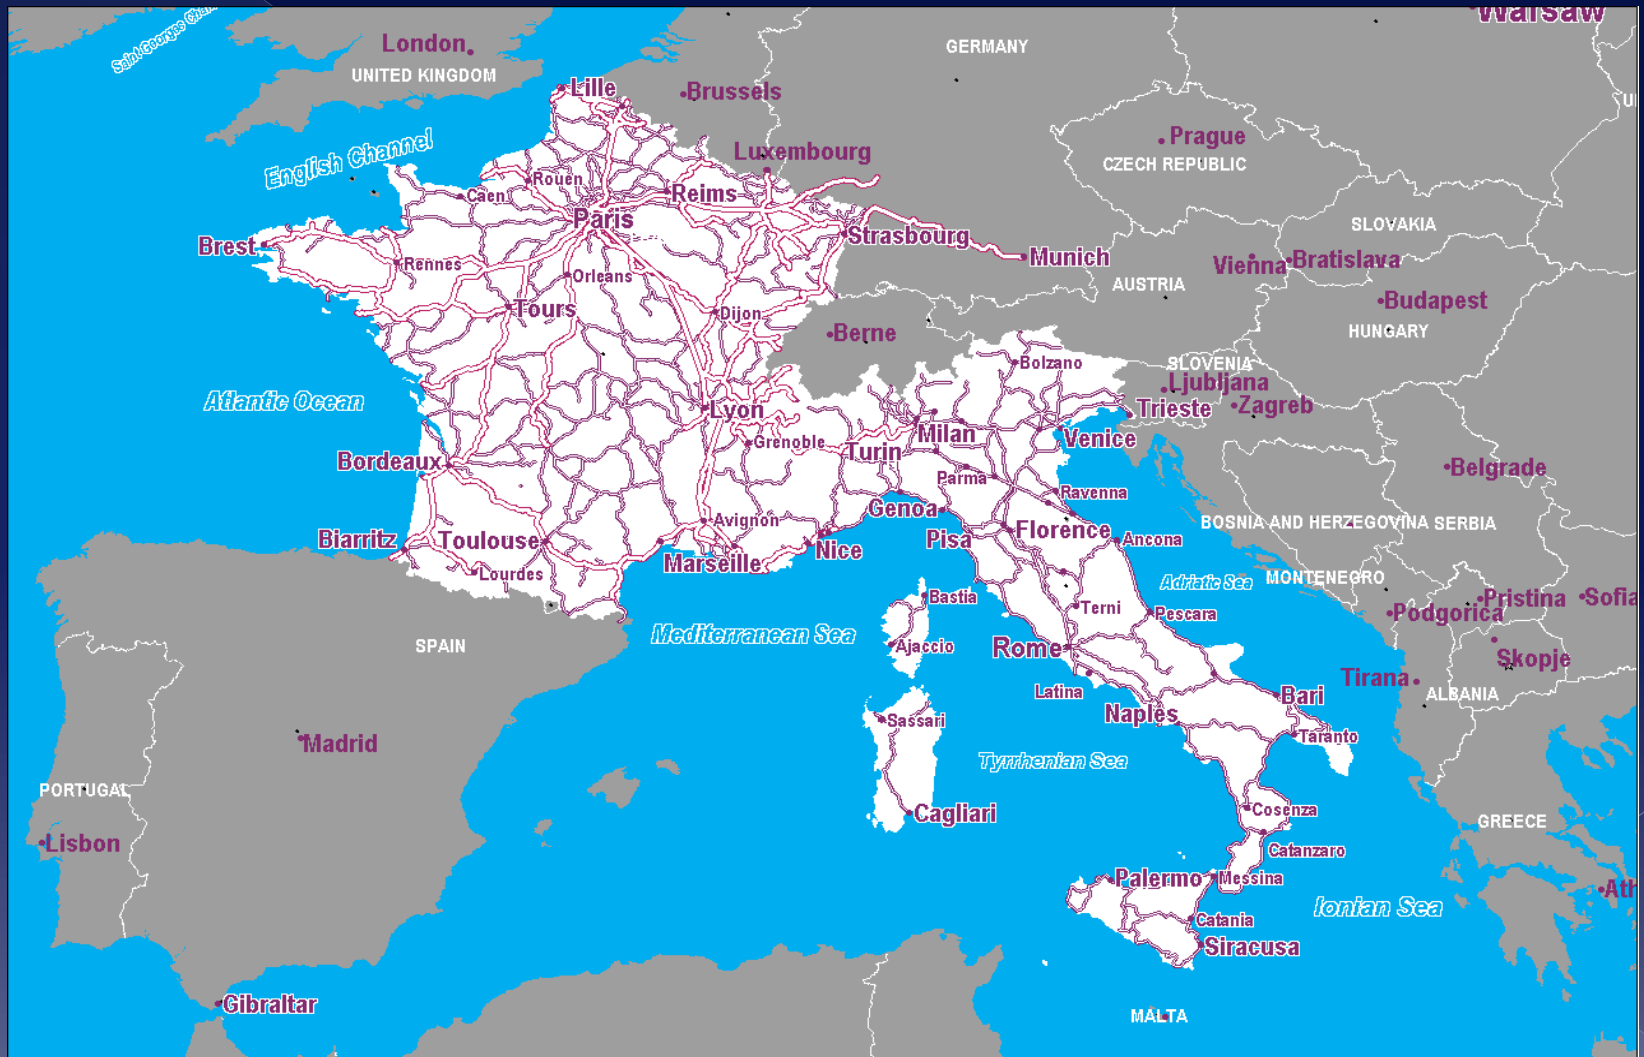 Warsaw
Saint Georges Chan
London
GERMANY
UNITED KINGDOM
Lille
Brussels
Prague
English Channel
Luxembourg
CZECH REPUBLIC
Rouen
Caen
Reims
Paris
SLOVAKIA
Brest
Strasbourg
Rennes
Munich
Vienna
Bratislava
Orleans
AUSTRIA
Tours
Dijon
Budapest
Berne
HUNGARY
Bolzano
SLOVENIA
Ljubljana
Atlantic Ocean
Lyon
Trieste
Zagreb
Milan
Venice
Grenoble
Turin
Bordeaux
Belgrade
Parma
Ravenna
Genoa
Avignon
BOSNIA AND HERZEGOVINA
SERBIA
Biarritz
Toulouse
Nice
Pisa
Florence
Ancona
Marseille
Lourdes
Adriatic Sea
MONTENEGRO
Bastia
Terni
Pescara
Podgorica
Pristina
Sofia
Mediterranean Sea
SPAIN
Ajaccio
Rome
Skopje
Latina
Tirana
ALBANIA
Bari
Naples
Sassari
Madrid
Taranto
Tyrrhenian Sea
PORTUGAL
Cagliari
Cosenza
GREECE
Lisbon
Catanzaro
Palermo
Messina
Ath
Ionian Sea
Catania
Siracusa
Gibraltar
MALTA